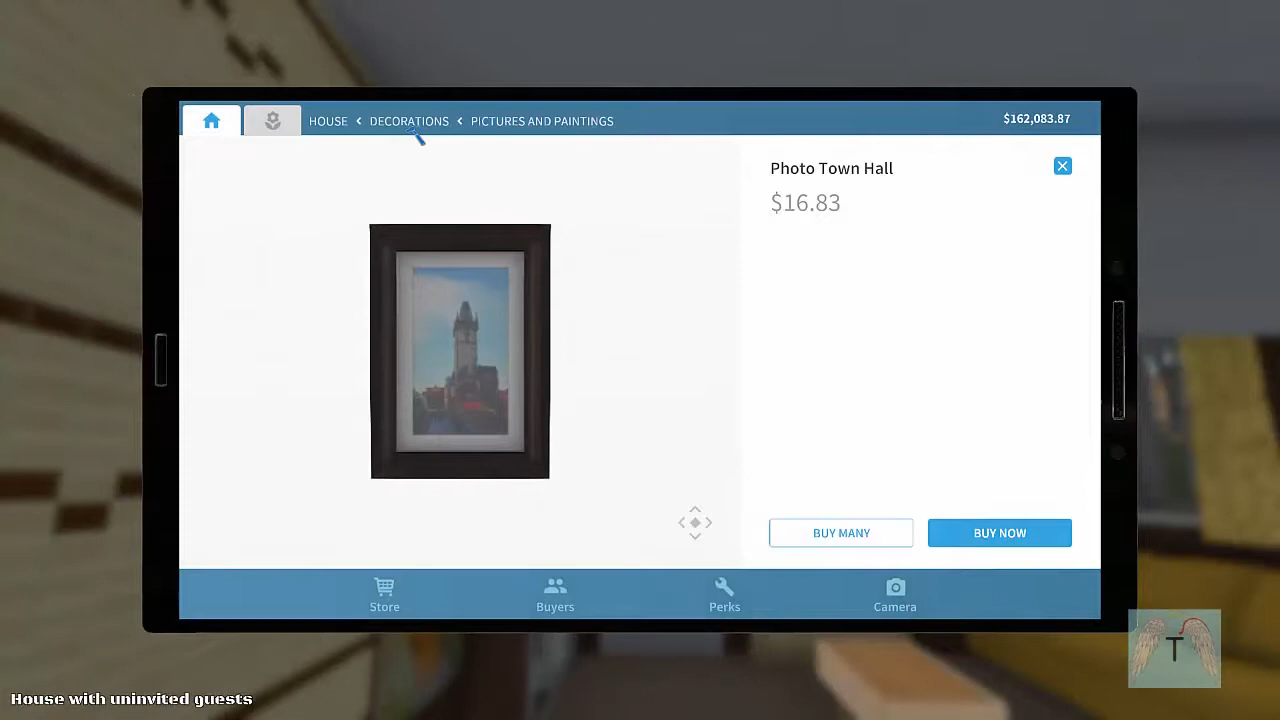 HOUSE < DECORATIONS < PICTURES AND PAINTINGS
$162,083.87
Photo Town Hall
$16.83
BUY MANY
BUY NOW
Store
Buyers
Perks
Camera
T
House with uninvited guests